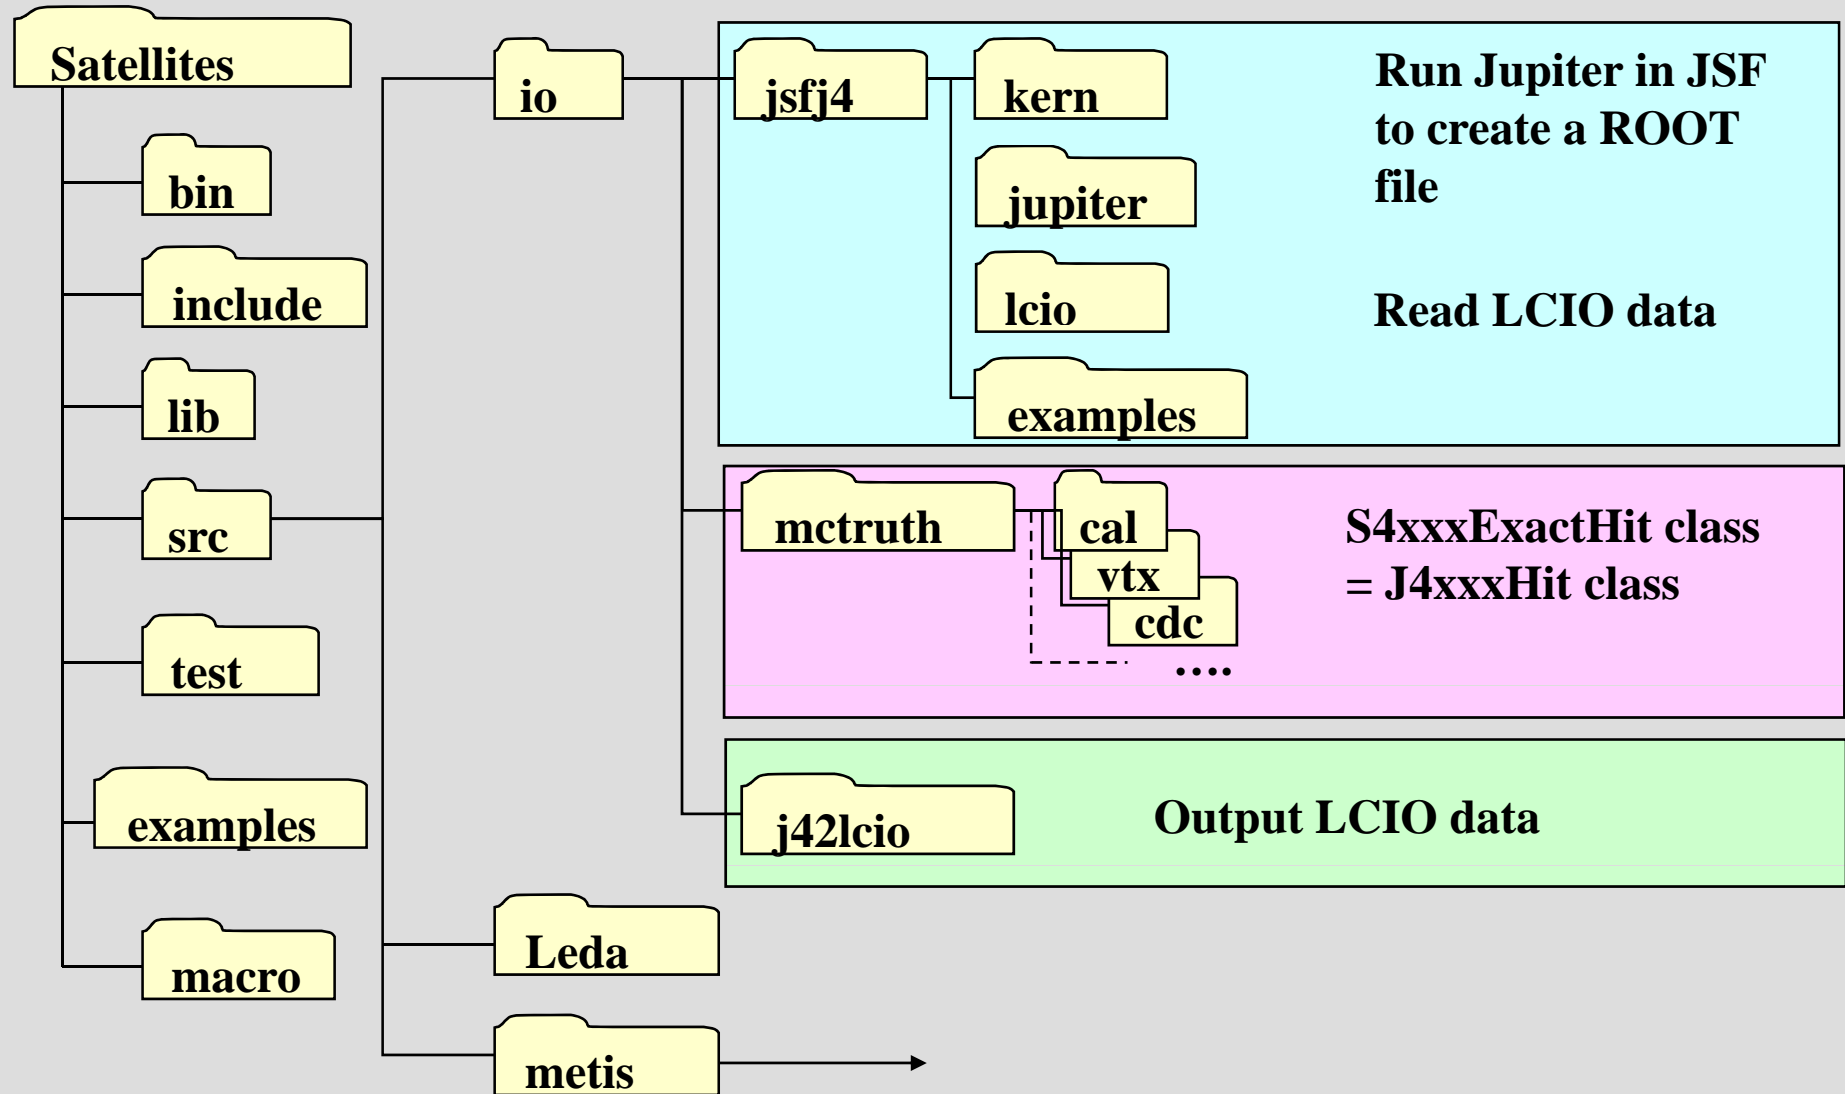 Satellites
bin
include
lib
src
test
examples
macro
io
Leda
metis
jsfj4
kern
jupiter
lcio
examples
Run Jupiter in JSF
to create a ROOT
file
Read LCIO data
mctruth
cal
vtx
cdc
....
S4xxxExactHit class
= J4xxxHit class
j42lcio
Output LCIO data